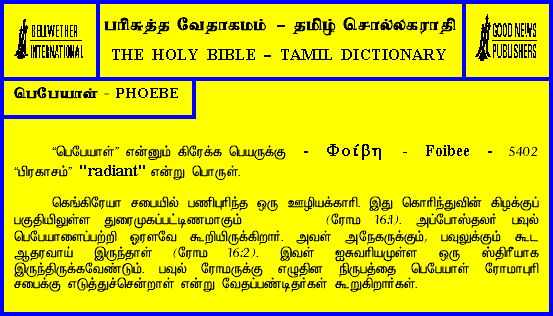 BELLWETHER
INTERNATIONAL
பரிசுத்த வேதாகமம் – தமிழ் சொல்லகராதி
THE HOLY BIBLE – TAMIL DICTIONARY
GOOD NEWS
PUBLISHERS
பெபேயாள் - PHOEBE
“பெபேயாள்” என்னும் கிரேக்க பெயருக்கு - Φοίβη - Foibee - 5402
“பிரகாசம்” "radiant" என்று பொருள்.
கெங்கிரேயா சபையில் பணிபுரிந்த ஒரு ஊழியக்காரி. இது கொரிந்துவின் கிழக்குப்
பகுதியிலுள்ள துறைமுகப்பட்டிணமாகும் (ரோம 16:1). அப்போஸ்தலர் பவுல்
பெபேயாளைப்பற்றி ஓரளவே கூறியிருக்கிறார். அவள் அநேகருக்கும், பவுலுக்கும் கூட
ஆதரவாய் இருந்தாள் (ரோம 16:2). இவள் ஐசுவரியமுள்ள ஒரு ஸ்திரீயாக
இருந்திருக்கவேண்டும். பவுல் ரோமருக்கு எழுதின நிருபத்தை பெபேயாள் ரோமாபுரி
சபைக்கு எடுத்துச்சென்றாள் என்று வேதப்பண்டிதர்கள் கூறுகிறார்கள்.